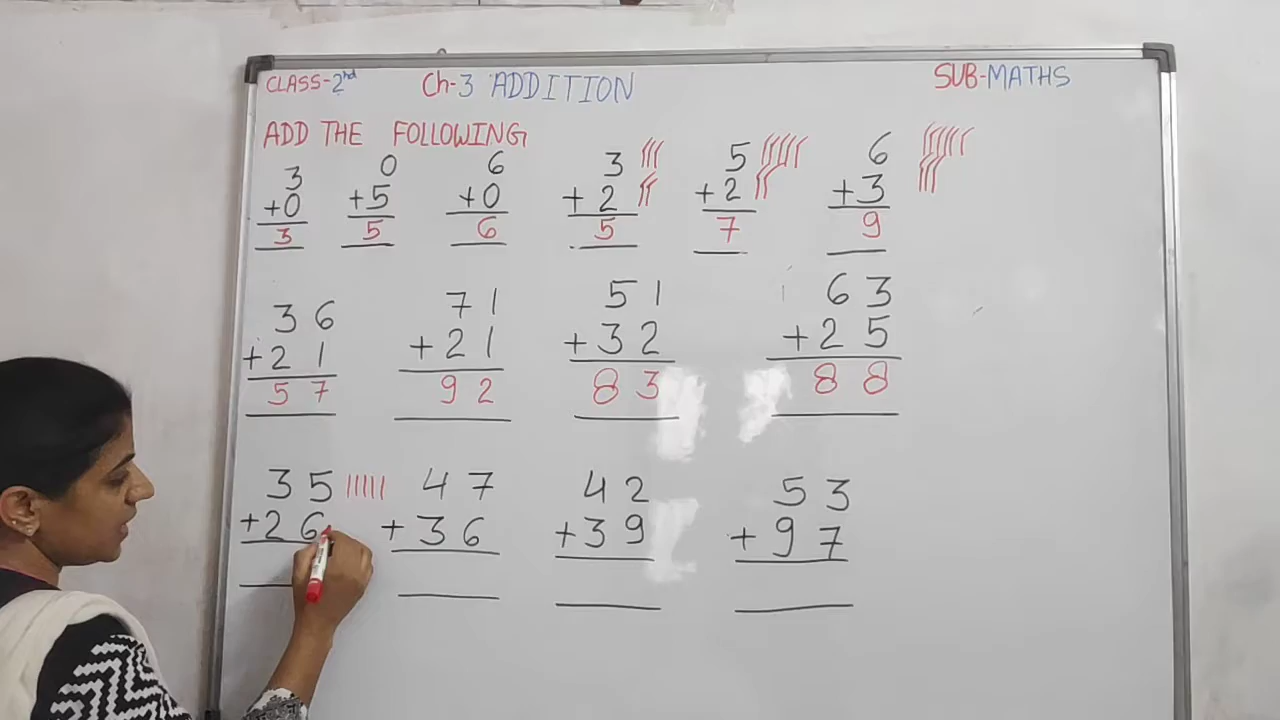 CLASS-2nd Ch-3 ADDITION SUB-MATHS
ADD THE FOLLOWING
3 0 6 3 5 6
+0 +5 +0 +2 +2 +3
3 5 6 5 7 9
36 71 51 63
+21 +21 +32 +25
57 92 83 88
35 47 42 53
+26 +36 +39 +97